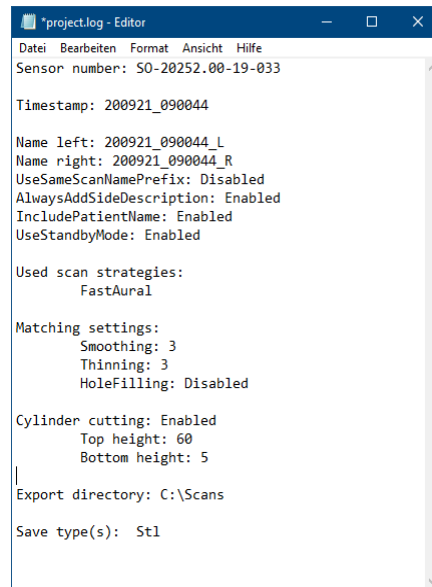 *project.log - Editor
Datei Bearbeiten Format Ansicht Hilfe
Sensor number: SO-20252.00-19-033
Timestamp: 200921_090044
Name left: 200921_090044_L
Name right: 200921_090044_R
UseSameScanNamePrefix: Disabled
AlwaysAddSideDescription: Enabled
IncludePatientName: Enabled
UseStandbyMode: Enabled
Used scan strategies:
FastAural
Matching settings:
Smoothing: 3
Thinning: 3
HoleFilling: Disabled
Cylinder cutting: Enabled
Top height: 60
Bottom height: 5
Export directory: C:\Scans
Save type(s): Stl